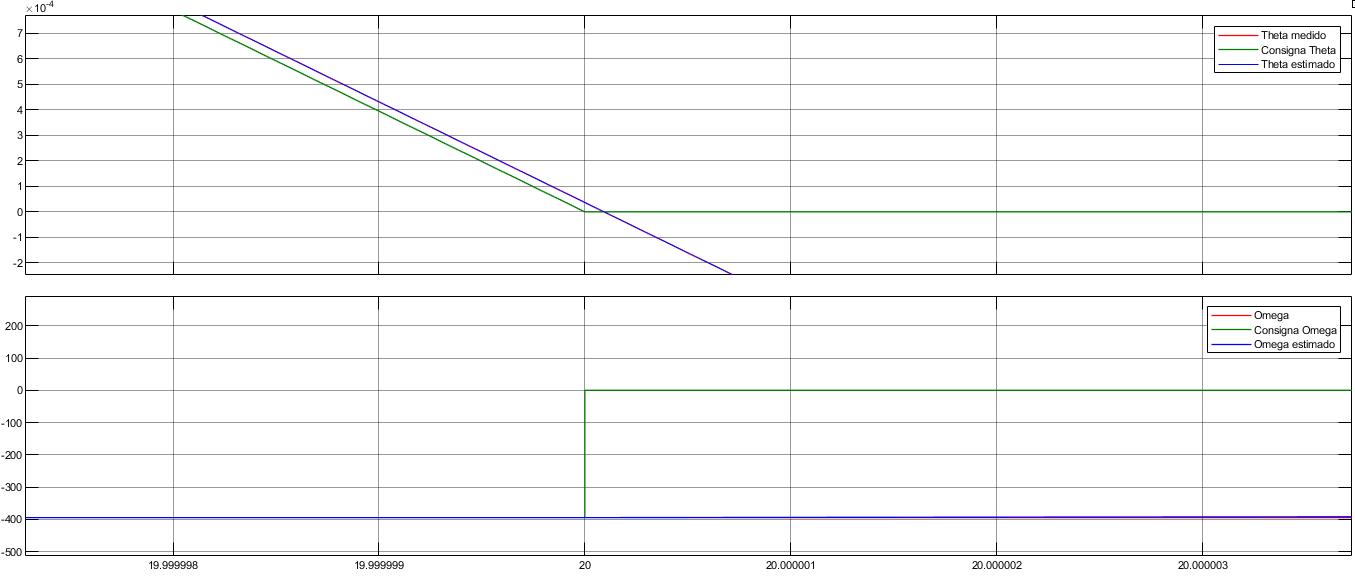 ×10-4
7
6
5
4
3
2
1
0
-1
-2
Theta medido
Consigna Theta
Theta estimado
200
100
0
-100
-200
-300
-400
-500
Omega
Consigna Omega
Omega estimado
19.999998 19.999999 20 20.000001 20.000002 20.000003